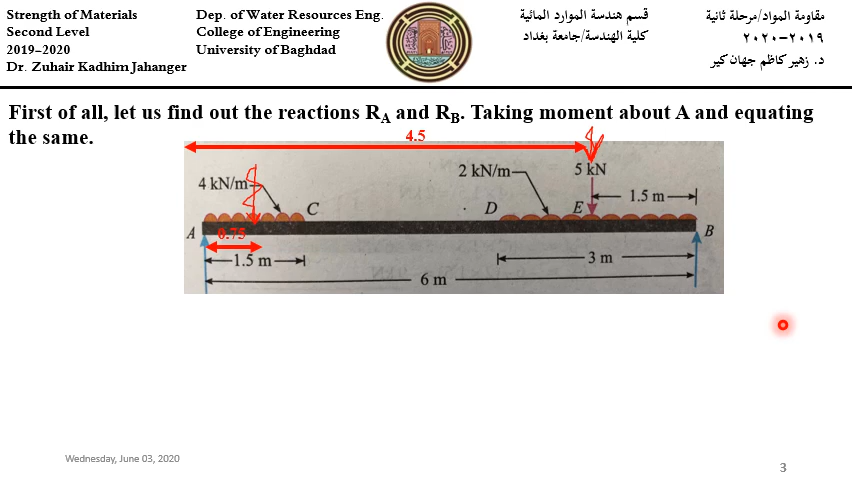 Strength of Materials
Second Level
2019-2020
Dr. Zuhair Kadhim Jahanger
Dep. of Water Resources Eng.
College of Engineering
University of Baghdad
قسم هندسة الموارد المائية
كلية الهندسة/جامعة بغداد
مقاومة المواد/مرحلة ثانية
٢٠١٩-٢٠٢٠
د. زهير كاظم جهان كير
First of all, let us find out the reactions RA and RB. Taking moment about A and equating
the same.
4.5
4 kN/m
2 kN/m
5 kN
1.5 m
C
D
E
A
0.75
B
1.5 m
3 m
6 m
Wednesday, June 03, 2020
3